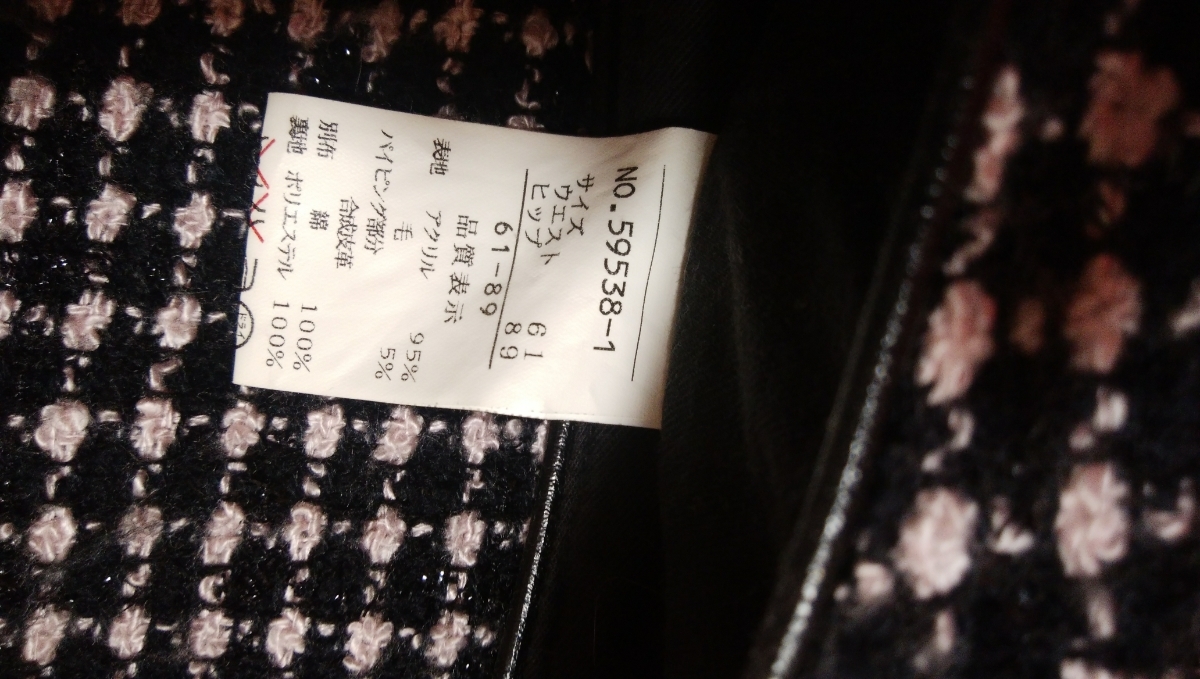 NO.59538-1
サイズ
ウエスト 61
ヒップ 89
61-89
品質表示
表地 アクリル 95%
毛 5%
パイピング部分
合成皮革
別布 綿 100%
裏地 ポリエステル 100%